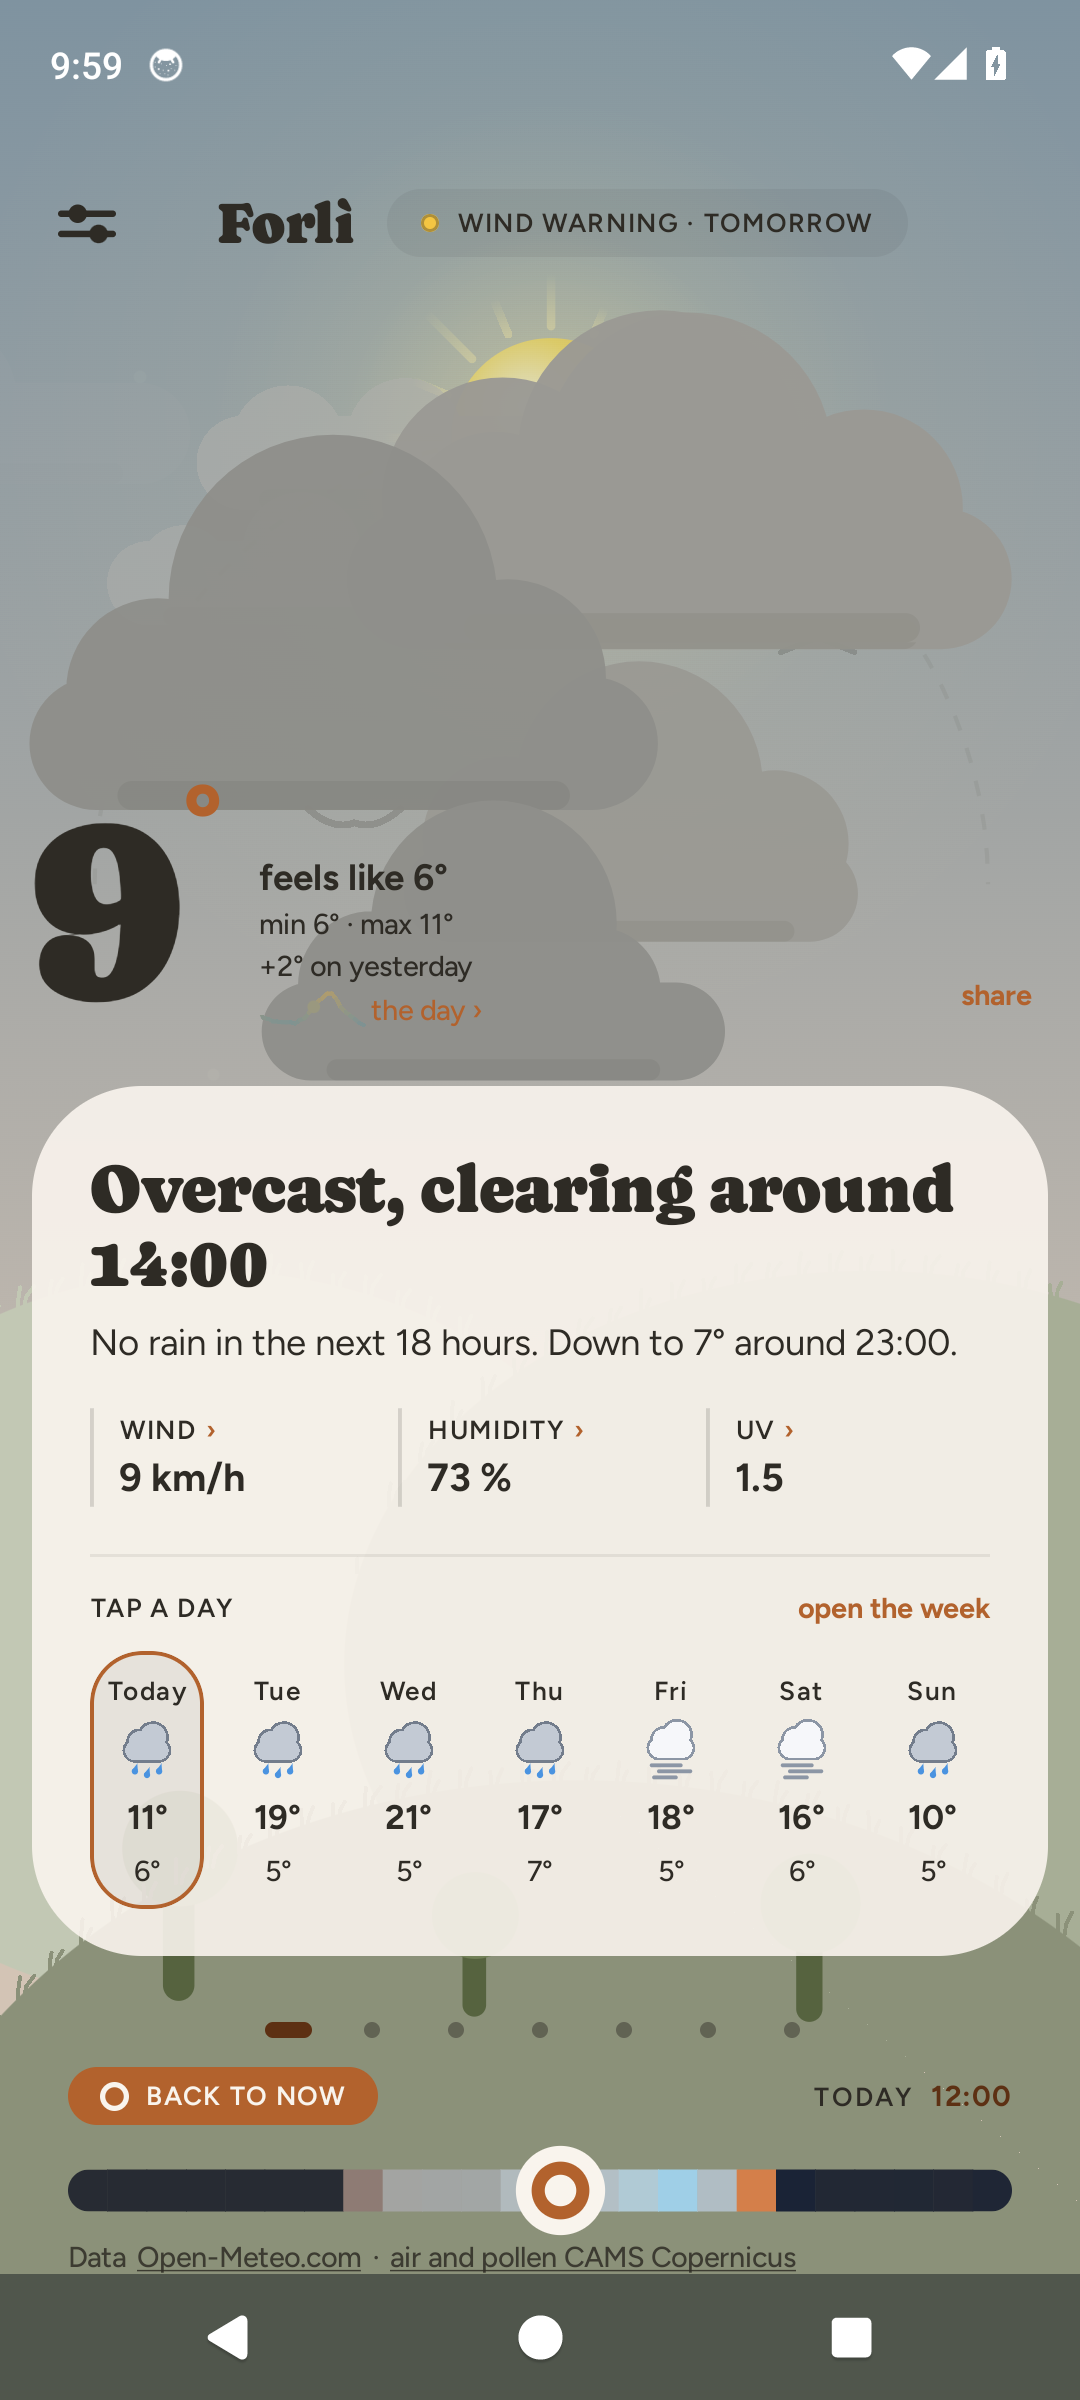 9:59
Forlì
WIND WARNING · TOMORROW
9
feels like 6°
min 6° · max 11°
+2° on yesterday
the day ›
share
Overcast, clearing around
14:00
No rain in the next 18 hours. Down to 7° around 23:00.
WIND › HUMIDITY › UV ›
9 km/h 73 % 1.5
TAP A DAY open the week
Today Tue Wed Thu Fri Sat Sun
11° 19° 21° 17° 18° 16° 10°
6° 5° 5° 7° 5° 6° 5°
BACK TO NOW TODAY 12:00
Data Open-Meteo.com · air and pollen CAMS Copernicus